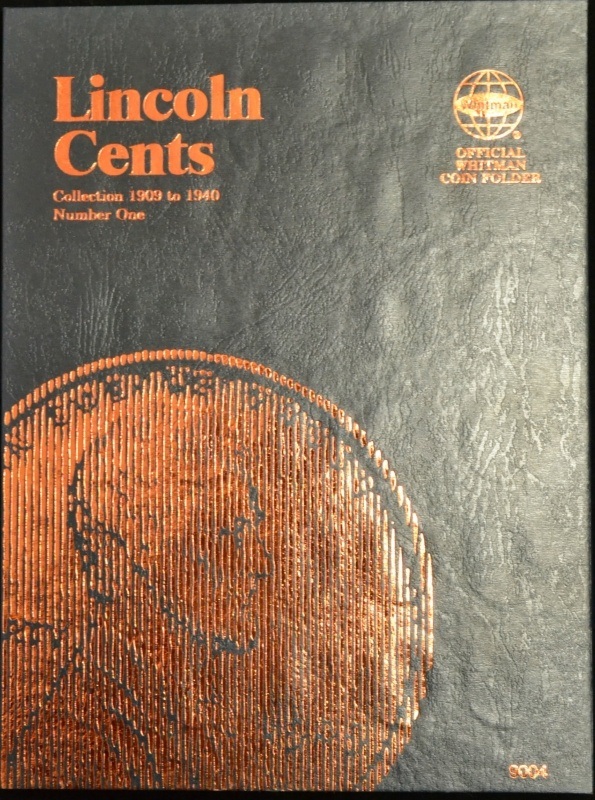 Lincoln
Cents
Collection 1909 to 1940
Number One
Whitman
®
OFFICIAL
WHITMAN
COIN FOLDER
9004